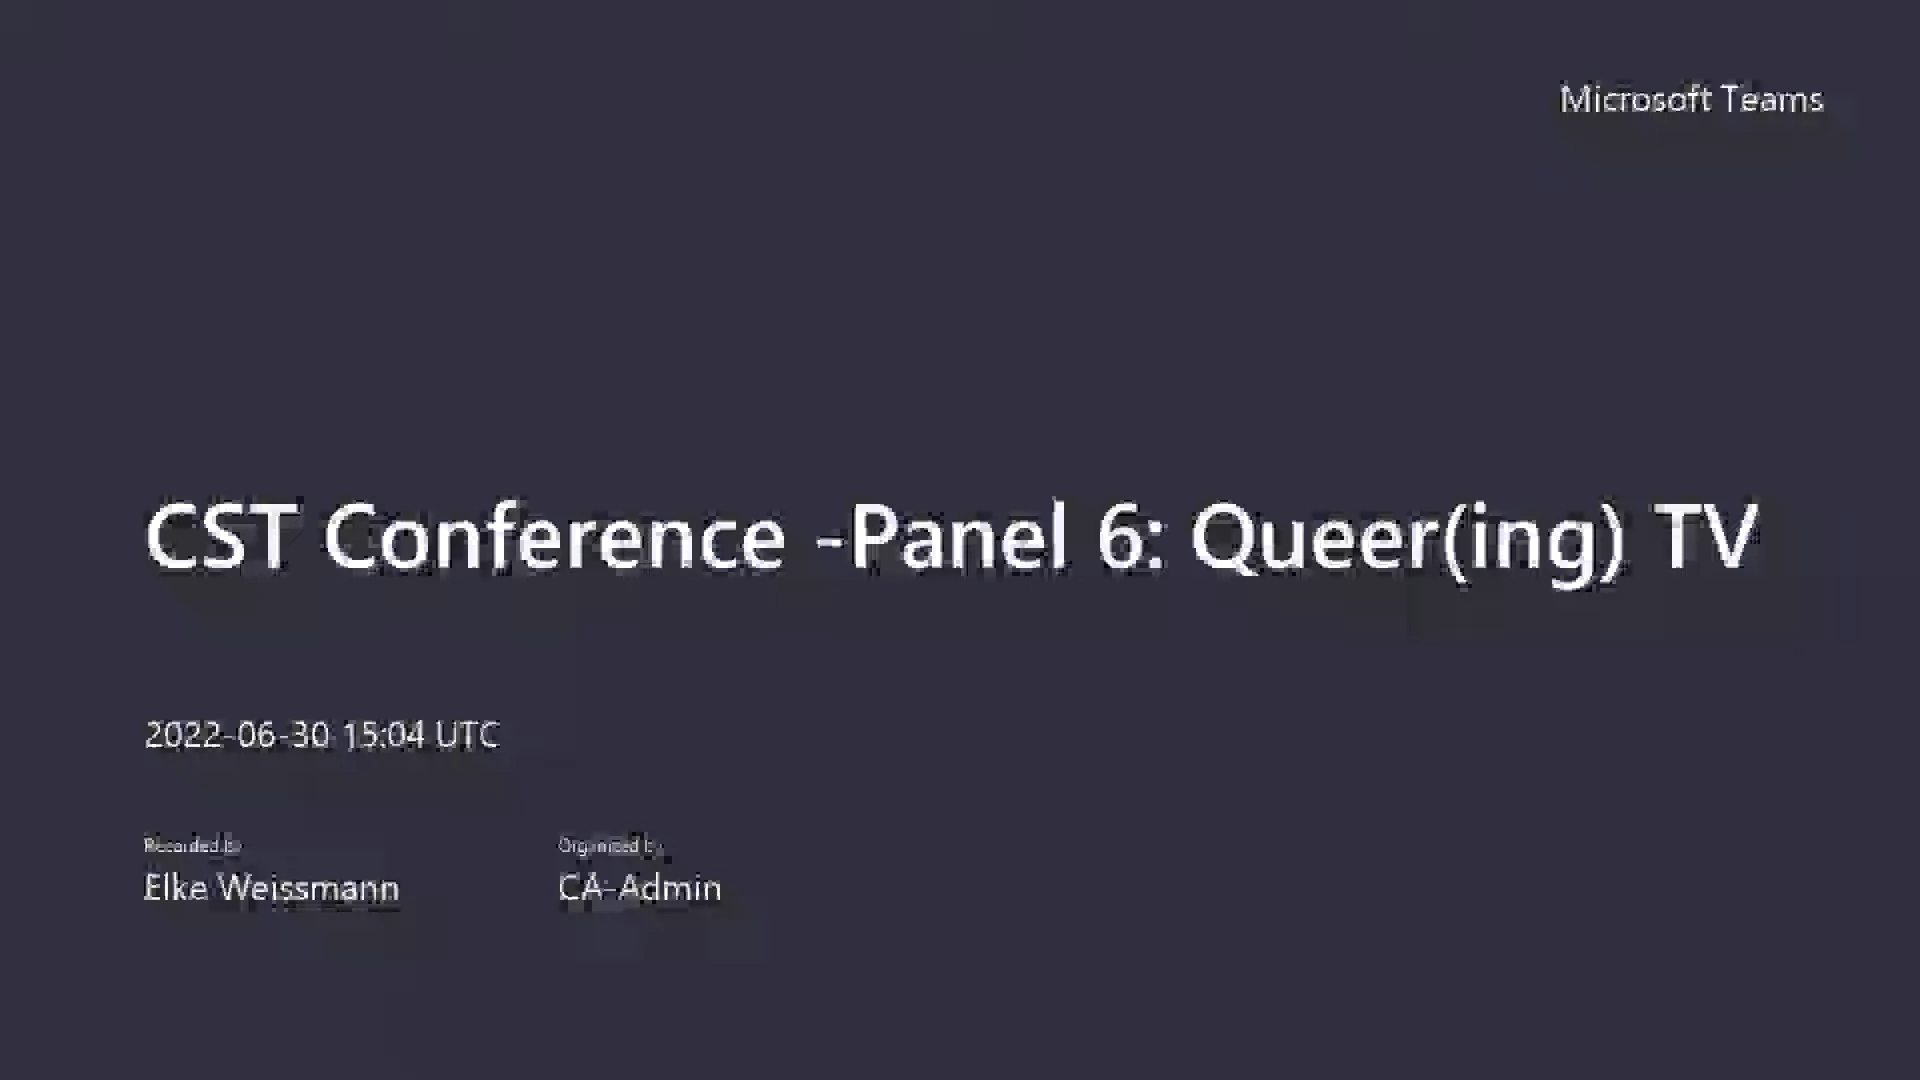 Microsoft Teams
CST Conference -Panel 6: Queer(ing) TV
2022-06-30 15:04 UTC
Recorded by
Organized by
Elke Weissmann
CA-Admin